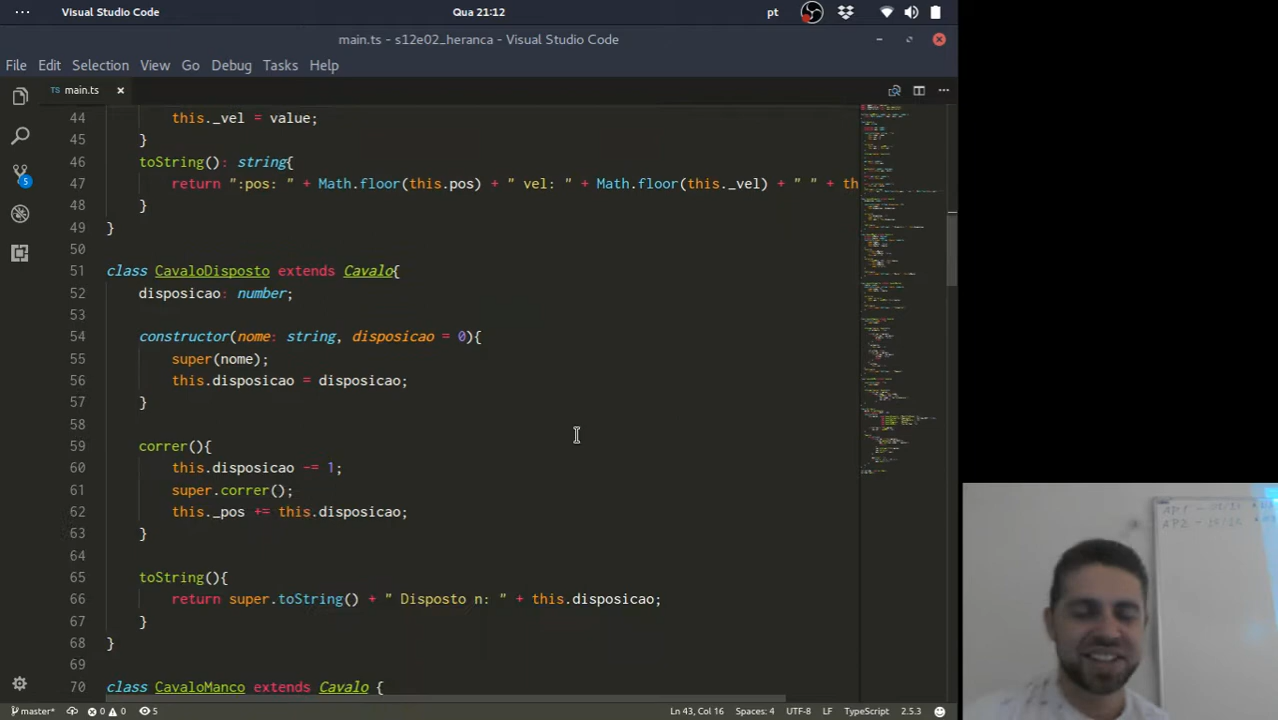 Visual Studio Code
Qua 21:12
pt
main.ts - s12e02_heranca - Visual Studio Code
File Edit Selection View Go Debug Tasks Help
TS main.ts
44 this._vel = value;
45 }
46 toString(): string{
47 return ":pos: " + Math.floor(this.pos) + " vel: " + Math.floor(this._vel) + " " + th
48 }
49 }
50
51 class CavaloDisposto extends Cavalo{
52 disposicao: number;
53
54 constructor(nome: string, disposicao = 0){
55 super(nome);
56 this.disposicao = disposicao;
57 }
58
59 correr(){
60 this.disposicao -= 1;
61 super.correr();
62 this._pos += this.disposicao;
63 }
64
65 toString(){
66 return super.toString() + " Disposto n: " + this.disposicao;
67 }
68 }
69
70 class CavaloManco extends Cavalo {
5
master* 0 0 5
Ln 43, Col 16 Spaces: 4 UTF-8 LF TypeScript 2.5.3